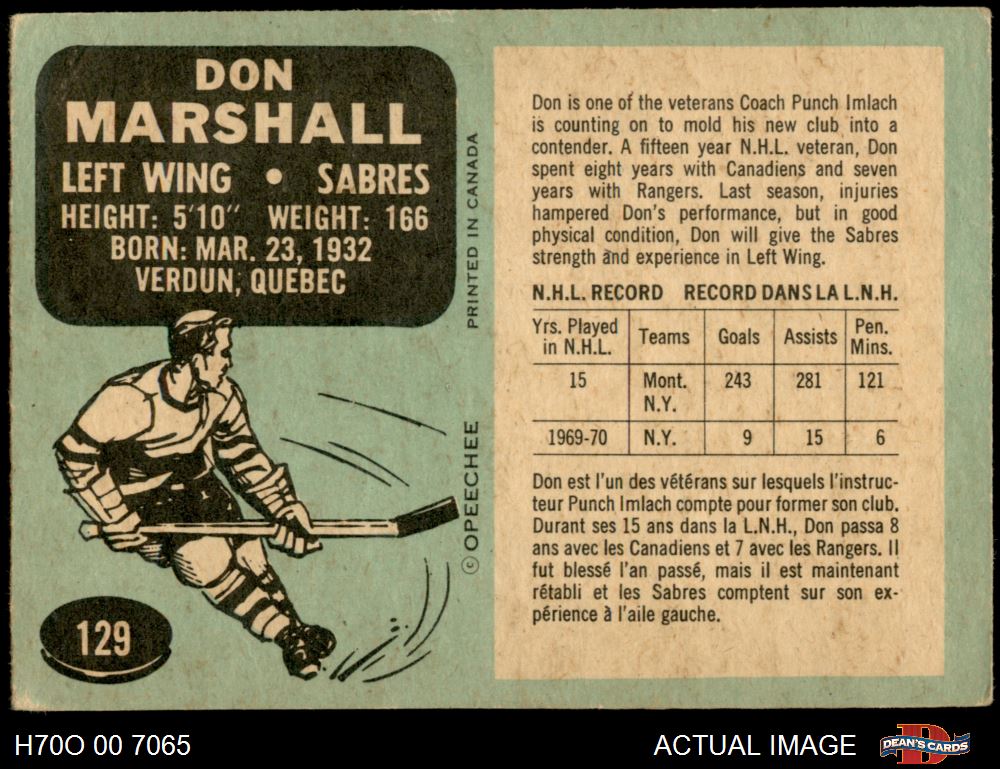 DON
MARSHALL
LEFT WING • SABRES
HEIGHT: 5'10" WEIGHT: 166
BORN: MAR. 23, 1932
VERDUN, QUEBEC
PRINTED IN CANADA
© OPEECHEE
129
Don is one of the veterans Coach Punch Imlach
is counting on to mold his new club into a
contender. A fifteen year N.H.L. veteran, Don
spent eight years with Canadiens and seven
years with Rangers. Last season, injuries
hampered Don's performance, but in good
physical condition, Don will give the Sabres
strength and experience in Left Wing.
N.H.L. RECORD RECORD DANS LA L.N.H.
Yrs. Played in N.H.L. Teams Goals Assists Pen. Mins.
15 Mont. N.Y. 243 281 121
1969-70 N.Y. 9 15 6
Don est l'un des vétérans sur lesquels l'instruc-
teur Punch Imlach compte pour former son club.
Durant ses 15 ans dans la L.N.H., Don passa 8
ans avec les Canadiens et 7 avec les Rangers. Il
fut blessé l'an passé, mais il est maintenant
rétabli et les Sabres comptent sur son ex-
périence à l'aile gauche.
H70O 00 7065
ACTUAL IMAGE
DEAN'S CARDS